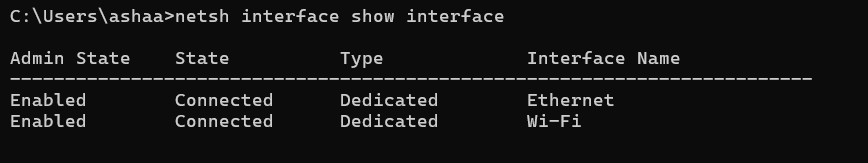 C:\Users\ashaa>netsh interface show interface
Admin State    State          Type             Interface Name
-------------------------------------------------------------------------
Enabled        Connected      Dedicated        Ethernet
Enabled        Connected      Dedicated        Wi-Fi